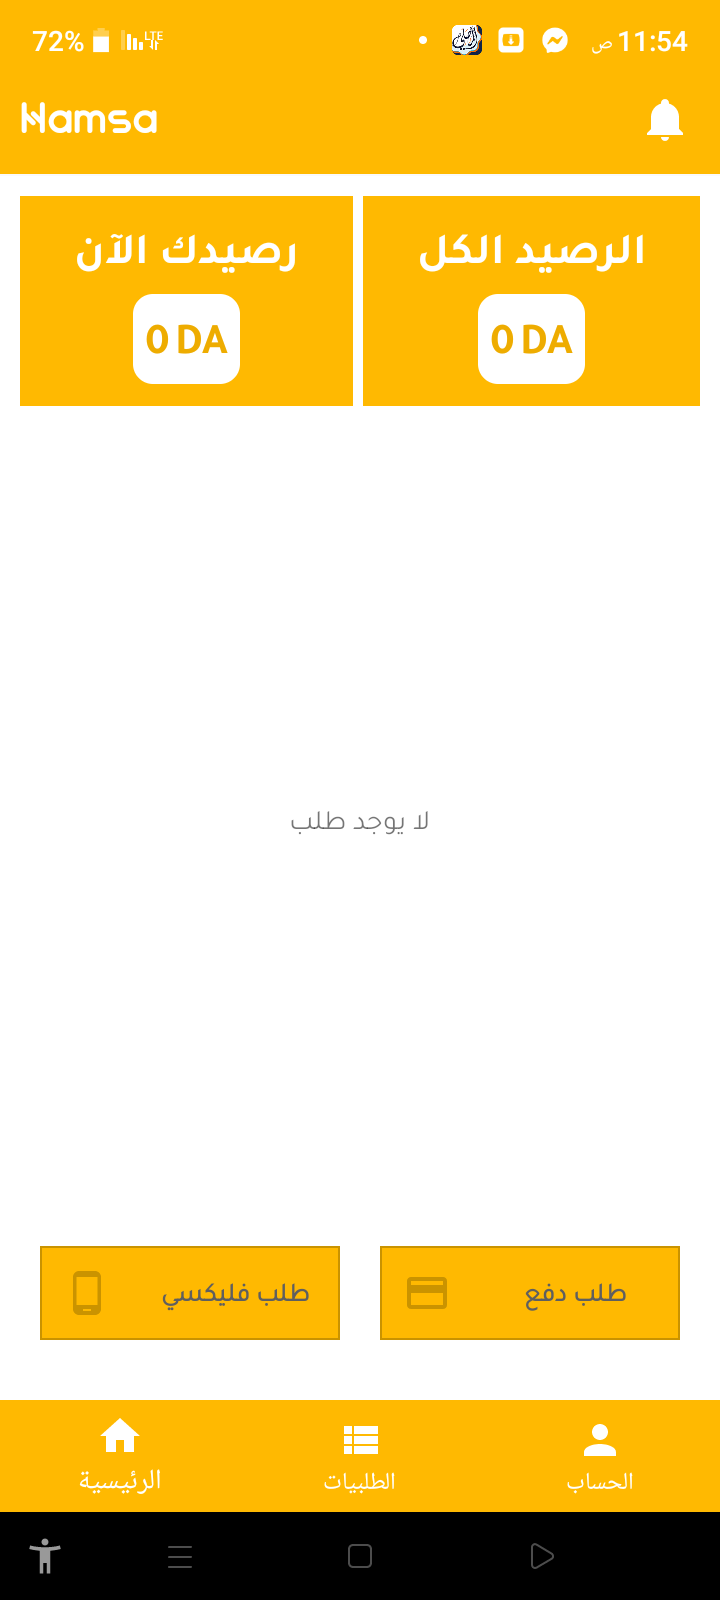 72%
11:54 ص
LTE
Namsa
الرصيد الكل
0 DA
رصيدك الآن
0 DA
لا يوجد طلب
طلب دفع
طلب فليكسي
الحساب
الطلبيات
الرئيسية